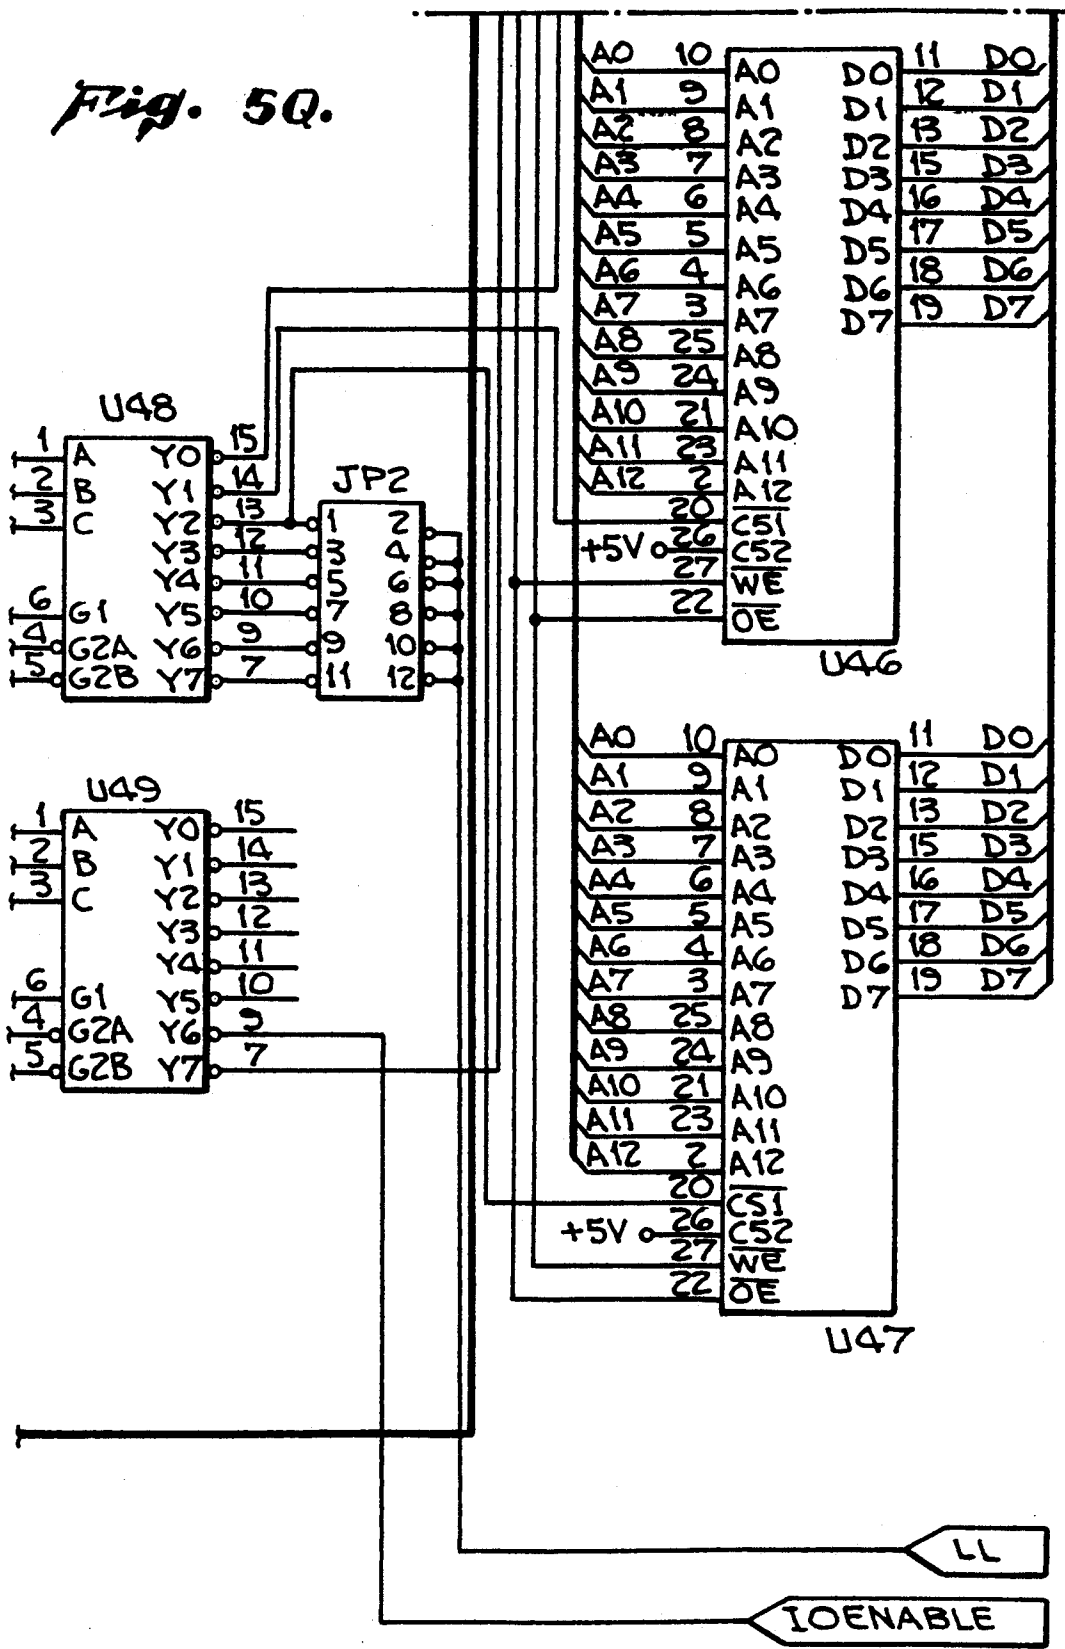 Fig. 5Q.
A0 10 A0 D0 11 D0
A1 9 A1 D1 12 D1
A2 8 A2 D2 13 D2
A3 7 A3 D3 15 D3
A4 6 A4 D4 16 D4
A5 5 A5 D5 17 D5
A6 4 A6 D6 18 D6
A7 3 A7 D7 19 D7
A8 25 A8
A9 24 A9
A10 21 A10
A11 23 A11
A12 2 A12
20 CS1
+5V 26 CS2
27 WE
22 OE
U46
U48
1 A Y0 15
2 B Y1 14
3 C Y2 13
Y3 12
Y4 11
6 G1 Y5 10
4 G2A Y6 9
5 G2B Y7 7
JP2
1 2
3 4
5 6
7 8
9 10
11 12
U49
1 A Y0 15
2 B Y1 14
3 C Y2 13
Y3 12
Y4 11
6 G1 Y5 10
4 G2A Y6 9
5 G2B Y7 7
A0 10 A0 D0 11 D0
A1 9 A1 D1 12 D1
A2 8 A2 D2 13 D2
A3 7 A3 D3 15 D3
A4 6 A4 D4 16 D4
A5 5 A5 D5 17 D5
A6 4 A6 D6 18 D6
A7 3 A7 D7 19 D7
A8 25 A8
A9 24 A9
A10 21 A10
A11 23 A11
A12 2 A12
20 CS1
+5V 26 CS2
27 WE
22 OE
U47
LL
IOENABLE